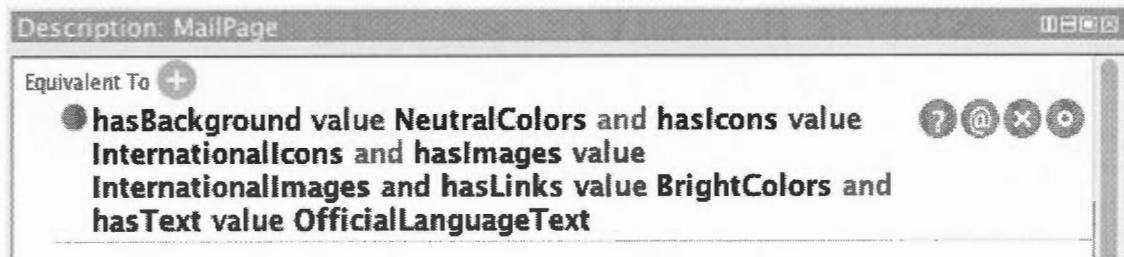 Description: MailPage
Equivalent To
hasBackground value NeutralColors and hasIcons value
InternationalIcons and hasImages value
InternationalImages and hasLinks value BrightColors and
hasText value OfficialLanguageText